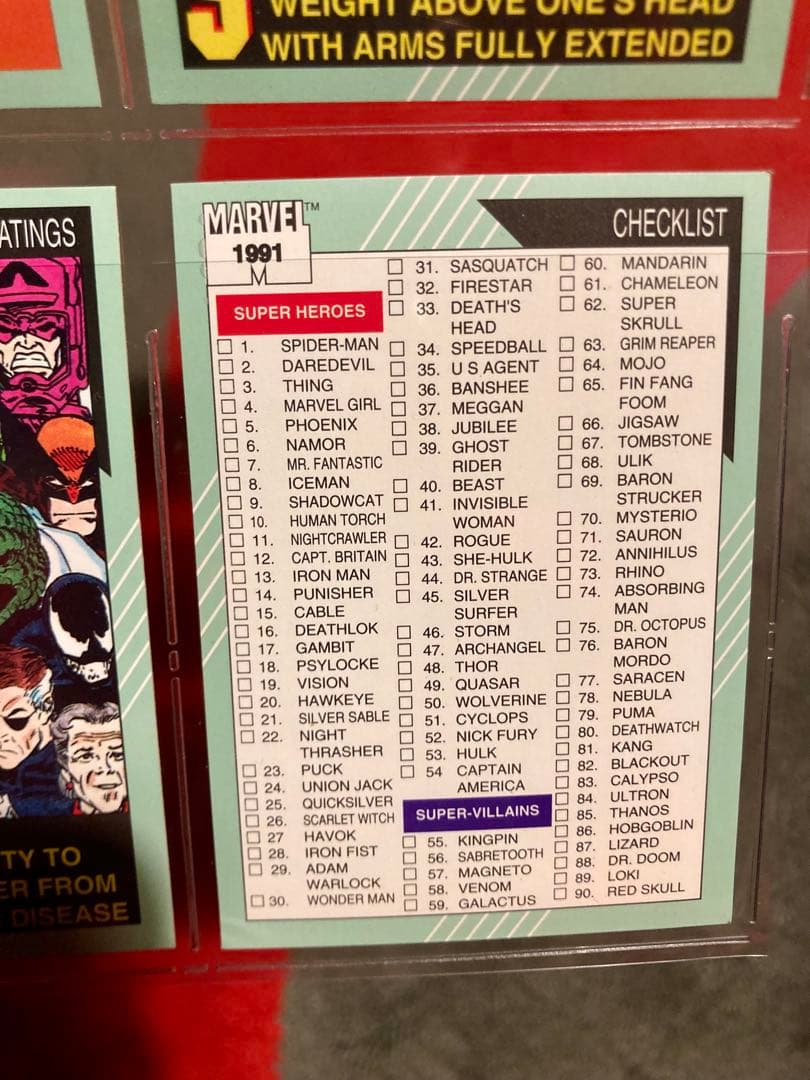 WEIGHT ABOVE ONE'S HEAD
WITH ARMS FULLY EXTENDED
MARVEL™
1991
M
CHECKLIST
SUPER HEROES
1. SPIDER-MAN
2. DAREDEVIL
3. THING
4. MARVEL GIRL
5. PHOENIX
6. NAMOR
7. MR. FANTASTIC
8. ICEMAN
9. SHADOWCAT
10. HUMAN TORCH
11. NIGHTCRAWLER
12. CAPT. BRITAIN
13. IRON MAN
14. PUNISHER
15. CABLE
16. DEATHLOK
17. GAMBIT
18. PSYLOCKE
19. VISION
20. HAWKEYE
21. SILVER SABLE
22. NIGHT
THRASHER
23. PUCK
24. UNION JACK
25. QUICKSILVER
26. SCARLET WITCH
27 HAVOK
28. IRON FIST
29. ADAM
WARLOCK
30. WONDER MAN
31. SASQUATCH
32. FIRESTAR
33. DEATH'S
HEAD
34. SPEEDBALL
35. U S AGENT
36. BANSHEE
37. MEGGAN
38. JUBILEE
39. GHOST
RIDER
40. BEAST
41. INVISIBLE
WOMAN
42. ROGUE
43. SHE-HULK
44. DR. STRANGE
45. SILVER
SURFER
46. STORM
47. ARCHANGEL
48. THOR
49. QUASAR
50. WOLVERINE
51. CYCLOPS
52. NICK FURY
53. HULK
54 CAPTAIN
AMERICA
SUPER-VILLAINS
55. KINGPIN
56. SABRETOOTH
57. MAGNETO
58. VENOM
59. GALACTUS
60. MANDARIN
61. CHAMELEON
62. SUPER
SKRULL
63. GRIM REAPER
64. MOJO
65. FIN FANG
FOOM
66. JIGSAW
67. TOMBSTONE
68. ULIK
69. BARON
STRUCKER
70. MYSTERIO
71. SAURON
72. ANNIHILUS
73. RHINO
74. ABSORBING
MAN
75. DR. OCTOPUS
76. BARON
MORDO
77. SARACEN
78. NEBULA
79. PUMA
80. DEATHWATCH
81. KANG
82. BLACKOUT
83. CALYPSO
84. ULTRON
85. THANOS
86. HOBGOBLIN
87. LIZARD
88. DR. DOOM
89. LOKI
90. RED SKULL
ATINGS
TY TO
ER FROM
DISEASE